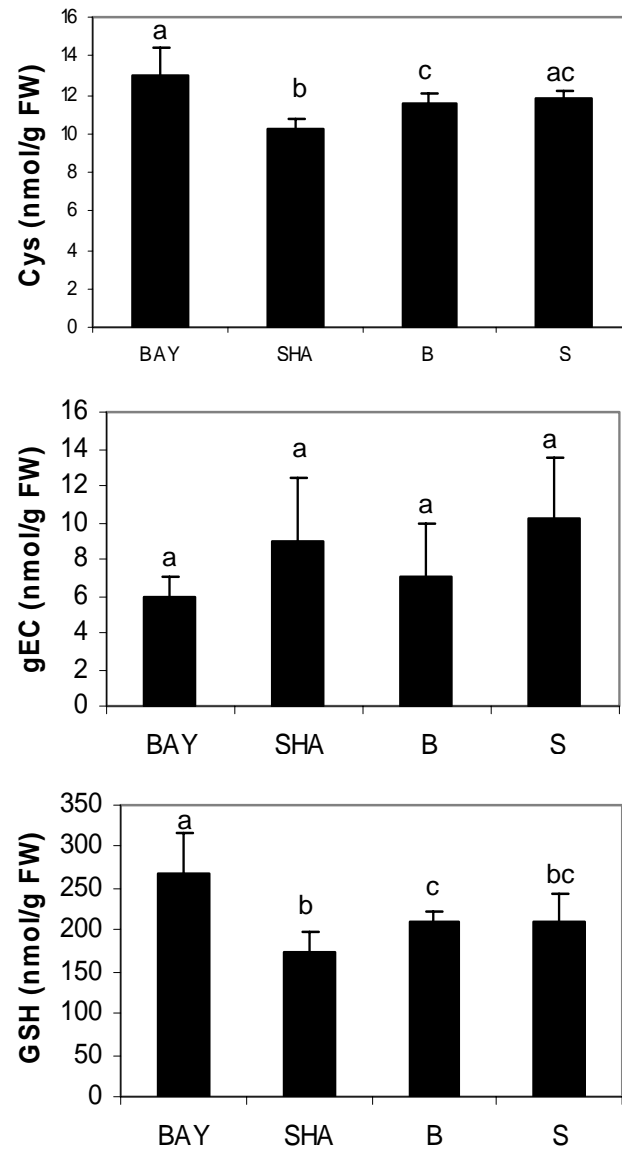 Cys (nmol/g FW)
16
14
12
10
8
6
4
2
0
a
b
c
ac
BAY SHA B S
gEC (nmol/g FW)
16
14
12
10
8
6
4
2
0
a
a
a
a
BAY SHA B S
GSH (nmol/g FW)
350
300
250
200
150
100
50
0
a
b
c
bc
BAY SHA B S